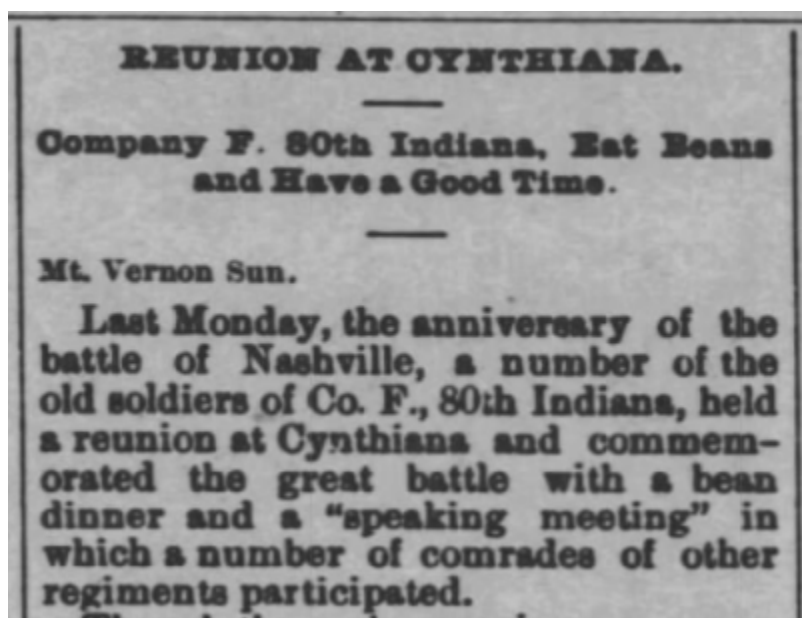 REUNION AT CYNTHIANA.
Company F. 80th Indiana, Eat Beans
and Have a Good Time.
Mt. Vernon Sun.
Last Monday, the anniversary of the
battle of Nashville, a number of the
old soldiers of Co. F., 80th Indiana, held
a reunion at Cynthiana and commem-
orated the great battle with a bean
dinner and a "speaking meeting" in
which a number of comrades of other
regiments participated.